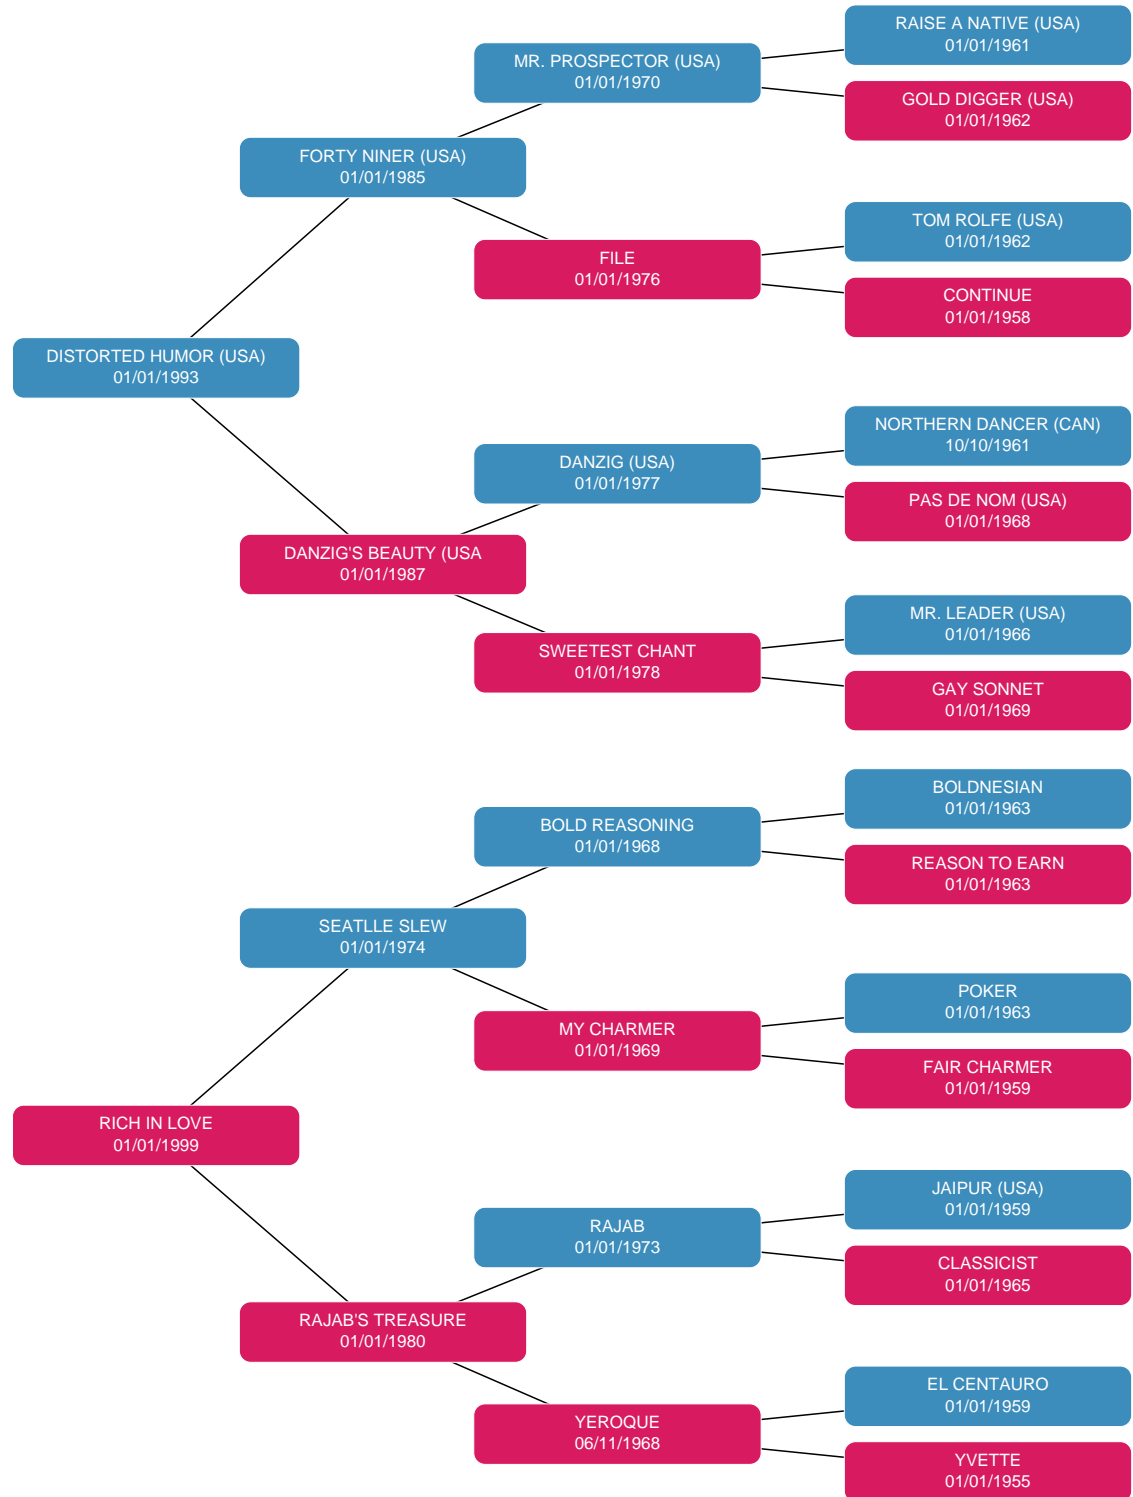 RAISE A NATIVE (USA)
01/01/1961
MR. PROSPECTOR (USA)
01/01/1970
GOLD DIGGER (USA)
01/01/1962
FORTY NINER (USA)
01/01/1985
TOM ROLFE (USA)
01/01/1962
FILE
01/01/1976
CONTINUE
01/01/1958
DISTORTED HUMOR (USA)
01/01/1993
NORTHERN DANCER (CAN)
10/10/1961
DANZIG (USA)
01/01/1977
PAS DE NOM (USA)
01/01/1968
DANZIG'S BEAUTY (USA
01/01/1987
MR. LEADER (USA)
01/01/1966
SWEETEST CHANT
01/01/1978
GAY SONNET
01/01/1969
BOLDNESIAN
01/01/1963
BOLD REASONING
01/01/1968
REASON TO EARN
01/01/1963
SEATLLE SLEW
01/01/1974
POKER
01/01/1963
MY CHARMER
01/01/1969
FAIR CHARMER
01/01/1959
RICH IN LOVE
01/01/1999
JAIPUR (USA)
01/01/1959
RAJAB
01/01/1973
CLASSICIST
01/01/1965
RAJAB'S TREASURE
01/01/1980
EL CENTAURO
01/01/1959
YEROQUE
06/11/1968
YVETTE
01/01/1955